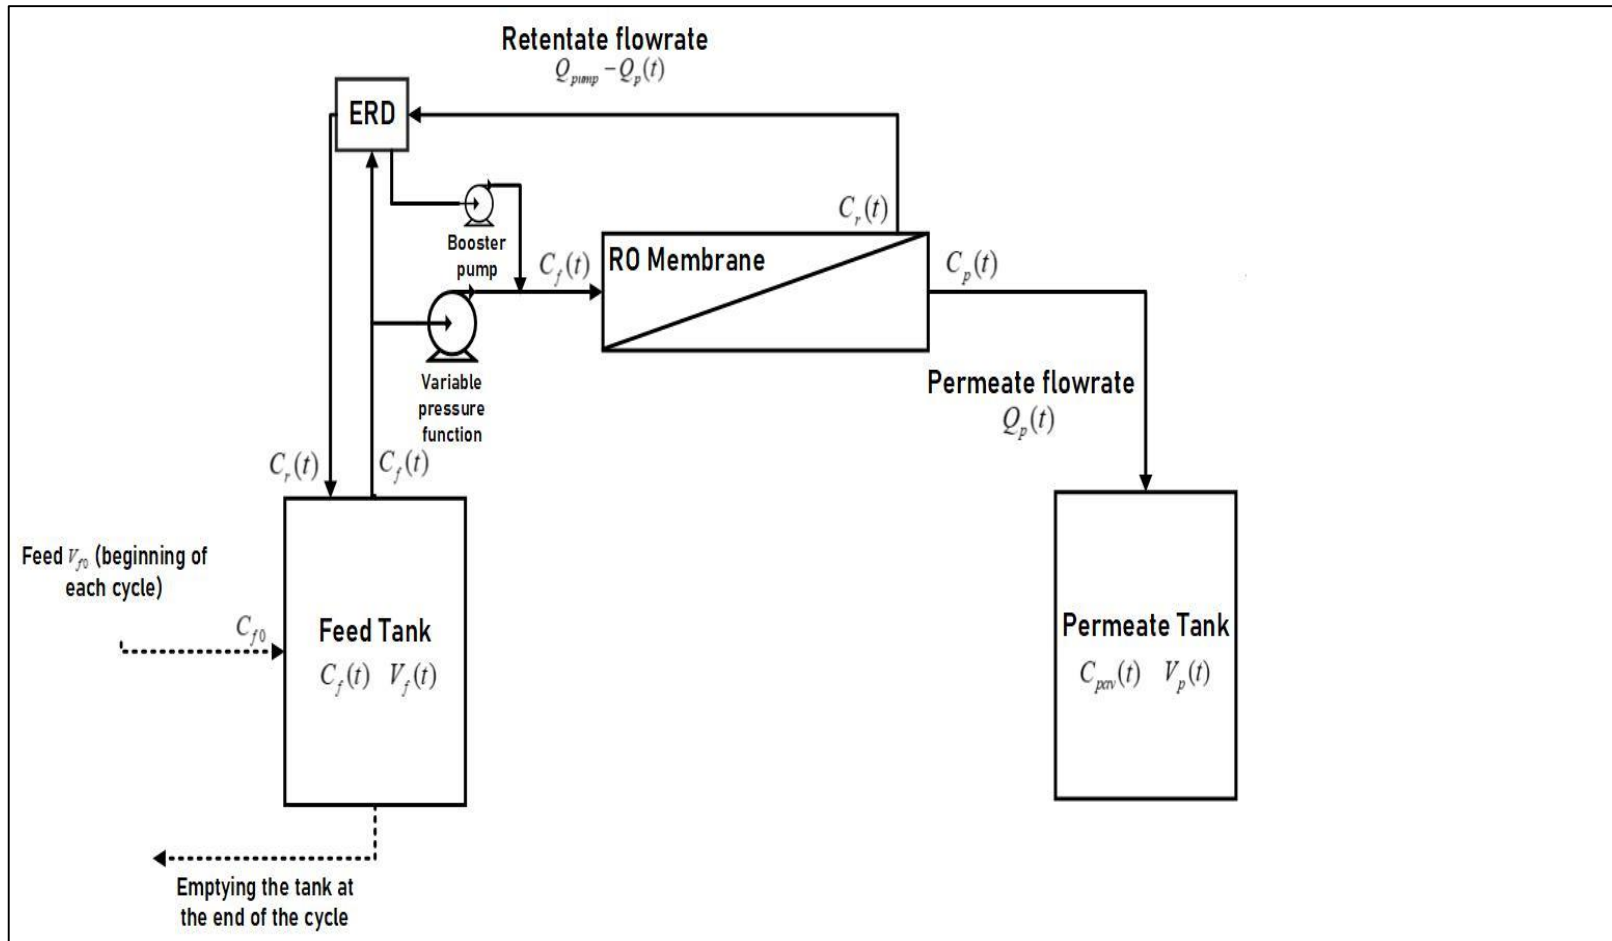 Retentate flowrate
Q_pump − Q_p(t)
ERD
C_r(t)
Booster
pump
C_f(t)
RO Membrane
C_p(t)
Variable
pressure
function
Permeate flowrate
Q_p(t)
C_r(t)
C_f(t)
Feed V_f0 (beginning of
each cycle)
C_f0
Feed Tank
C_f(t) V_f(t)
Permeate Tank
C_pav(t) V_p(t)
Emptying the tank at
the end of the cycle